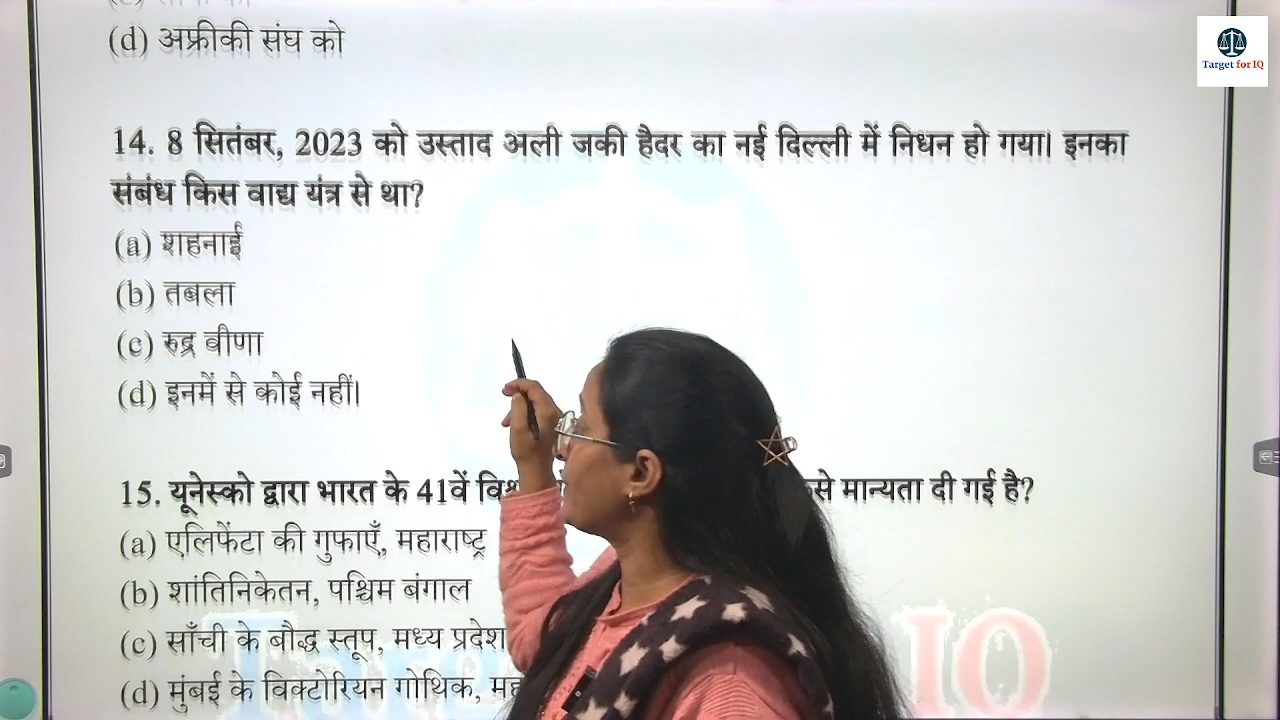 (d) अफ्रीकी संघ को
Target for IQ
14. 8 सितंबर, 2023 को उस्ताद अली जकी हैदर का नई दिल्ली में निधन हो गया। इनका
संबंध किस वाद्य यंत्र से था?
(a) शहनाई
(b) तबला
(c) रुद्र वीणा
(d) इनमें से कोई नहीं।
15. यूनेस्को द्वारा भारत के 41वें से मान्यता दी गई है?
(a) एलिफेंटा की गुफाएँ, महाराष्ट्र
(b) शांतिनिकेतन, पश्चिम बंगाल
(c) साँची के बौद्ध स्तूप, मध्य प्रदेश
(d) मुंबई के विक्टोरियन गोथिक,
IQ